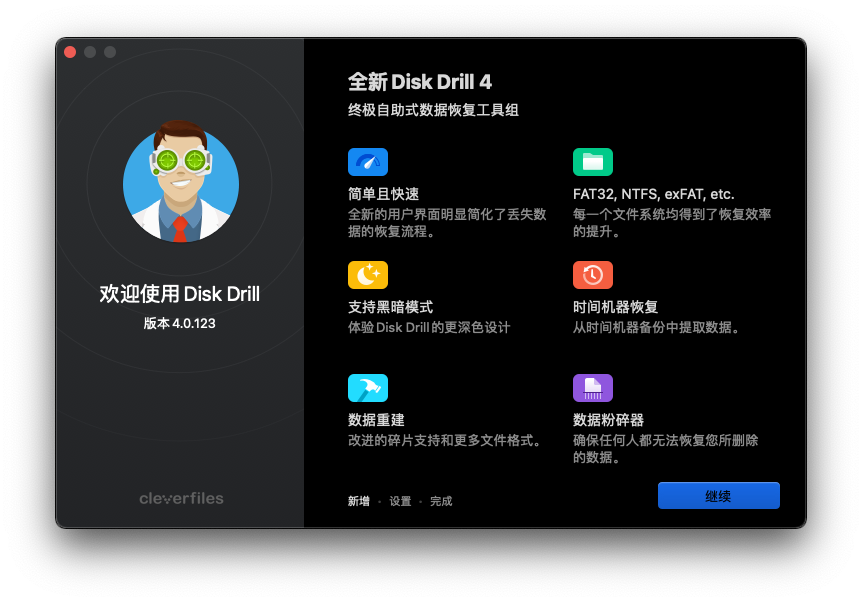 欢迎使用 Disk Drill
版本 4.0.123
cleverfiles
全新 Disk Drill 4
终极自助式数据恢复工具组
简单且快速
全新的用户界面明显简化了丢失数
据的恢复流程。
FAT32, NTFS, exFAT, etc.
每一个文件系统均得到了恢复效率
的提升。
支持黑暗模式
体验 Disk Drill 的更深色设计
时间机器恢复
从时间机器备份中提取数据。
数据重建
改进的碎片支持和更多文件格式。
数据粉碎器
确保任何人都无法恢复您所删除
的数据。
新增 · 设置 · 完成
继续